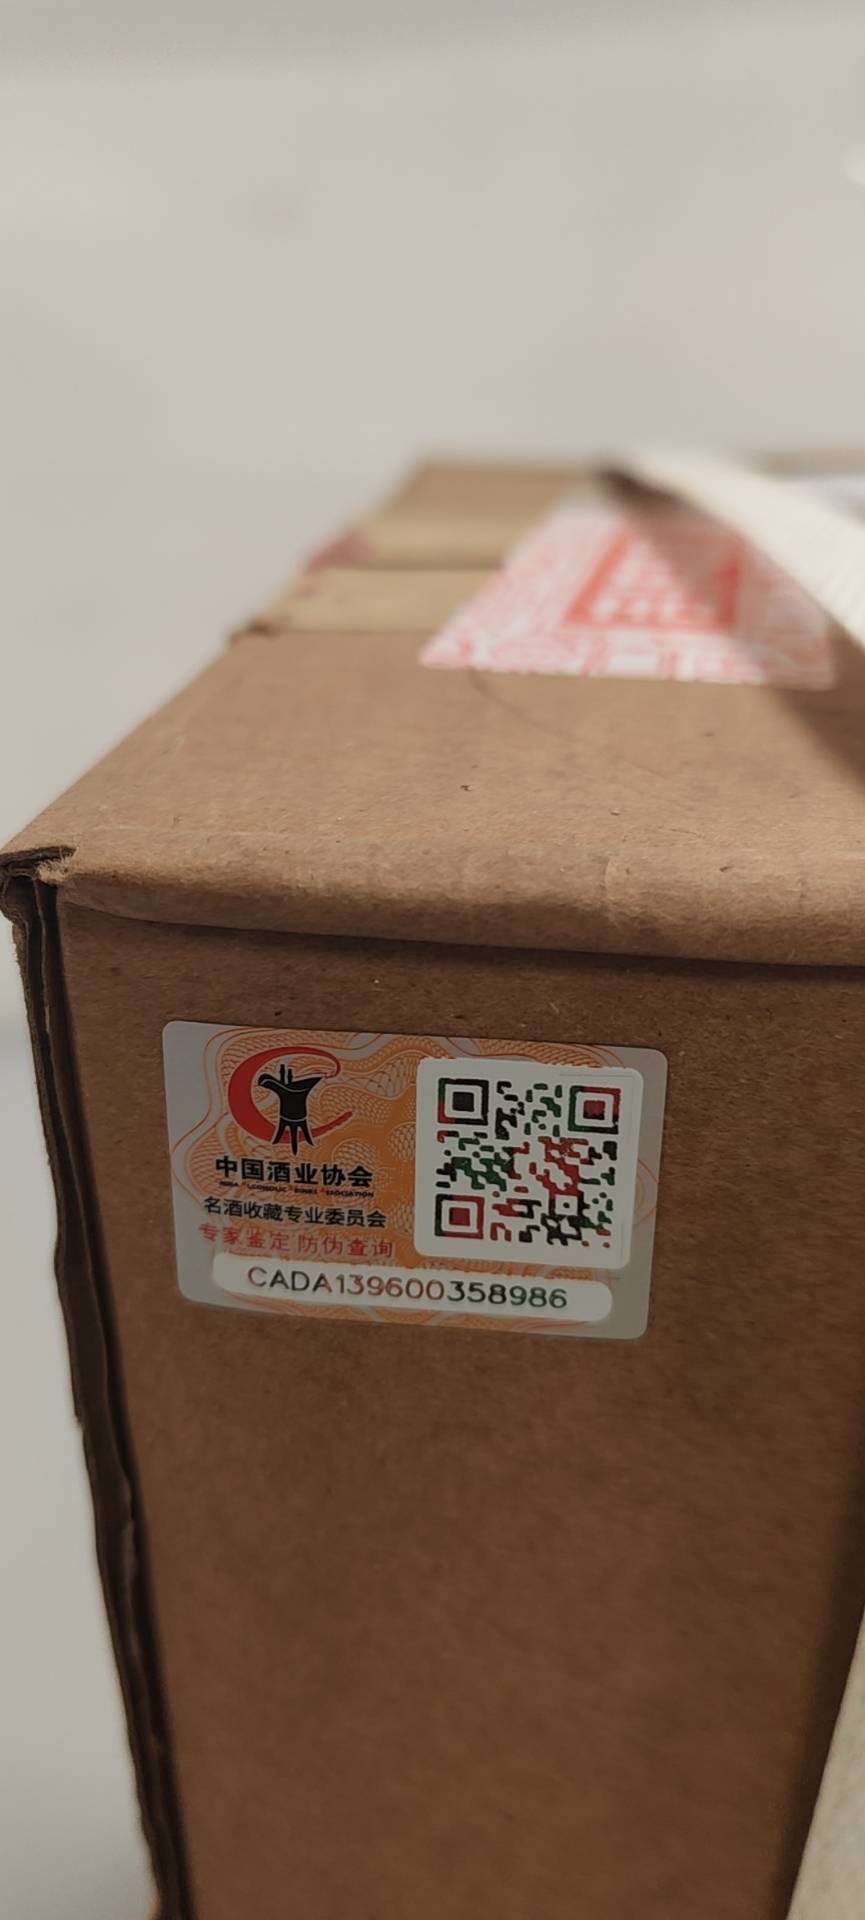 中国酒业协会
名酒收藏专业委员会
专家鉴定 防伪查询
CADA139600358986